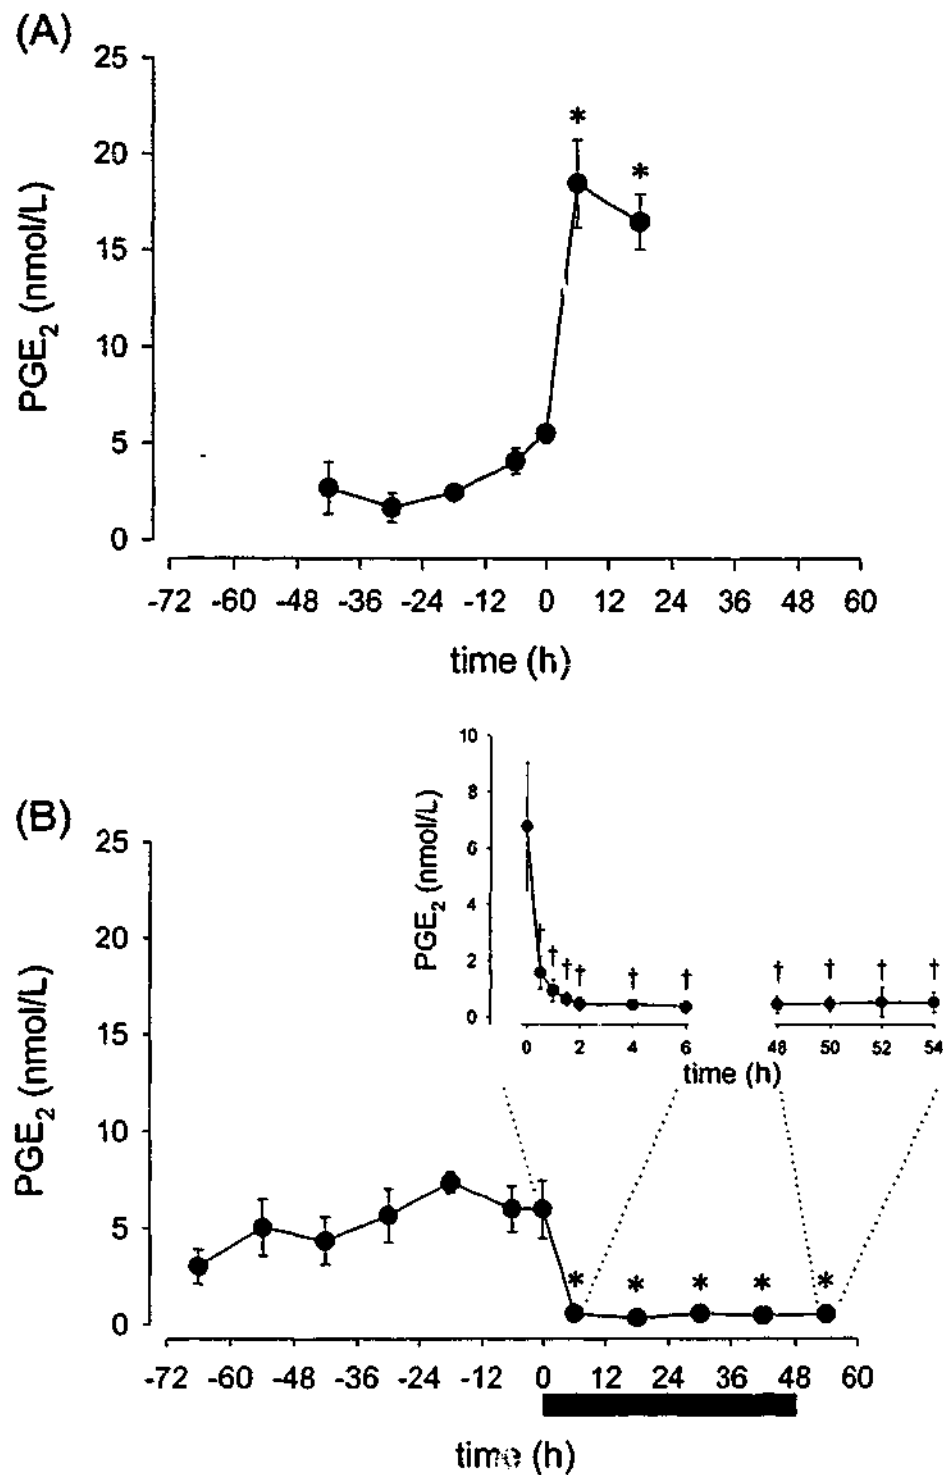 (A)
25
20
15
10
5
0
PGE2 (nmol/L)
*
*
-72 -60 -48 -36 -24 -12 0 12 24 36 48 60
time (h)
(B)
25
20
15
10
5
0
PGE2 (nmol/L)
10
8
6
4
2
0
PGE2 (nmol/L)
† † † † † † † † † †
0 2 4 6 48 50 52 54
time (h)
* * * * *
-72 -60 -48 -36 -24 -12 0 12 24 36 48 60
time (h)